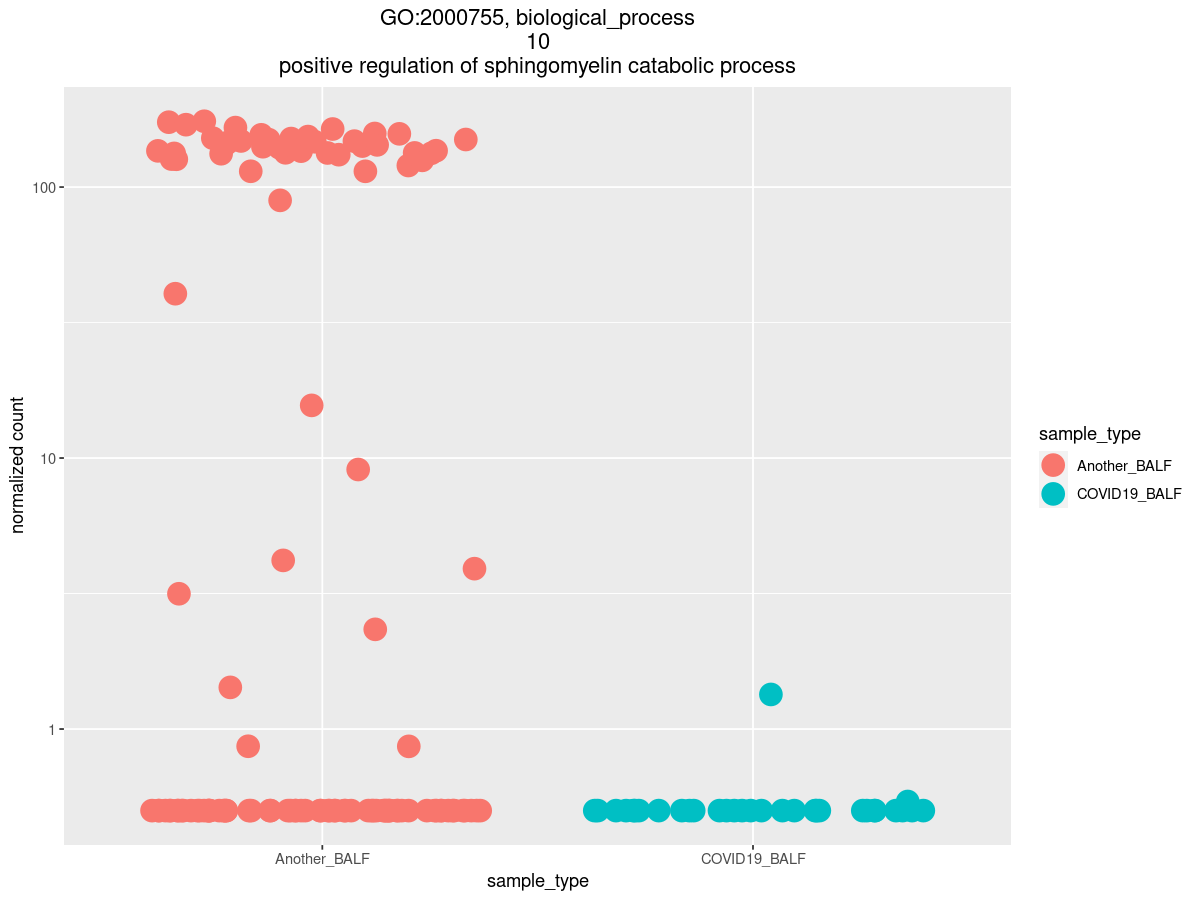 GO:2000755, biological_process
10
positive regulation of sphingomyelin catabolic process
normalized count
100
10
1
Another_BALF
COVID19_BALF
sample_type
sample_type
Another_BALF
COVID19_BALF